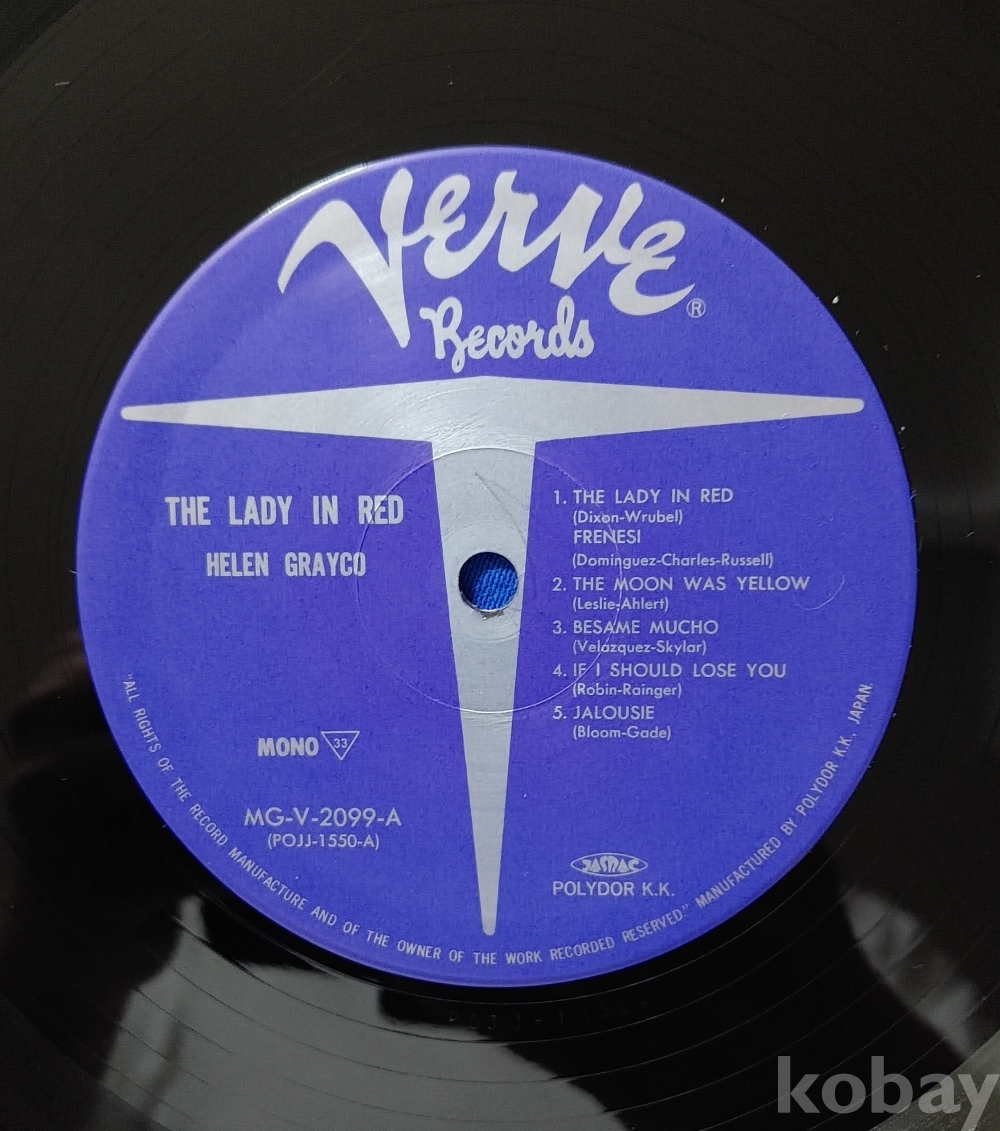 Verve
Records
®
THE LADY IN RED
HELEN GRAYCO
1. THE LADY IN RED
(Dixon-Wrubel)
FRENESI
(Dominguez-Charles-Russell)
2. THE MOON WAS YELLOW
(Leslie-Ahlert)
3. BESAME MUCHO
(Velazquez-Skylar)
4. IF I SHOULD LOSE YOU
(Robin-Rainger)
5. JALOUSIE
(Bloom-Gade)
MONO 33
MG-V-2099-A
(POJJ-1550-A)
JASRAC
POLYDOR K.K.
"ALL RIGHTS OF THE RECORD MANUFACTURE AND OF THE OWNER OF THE WORK RECORDED RESERVED." MANUFACTURED BY POLYDOR K.K., JAPAN.
kobay